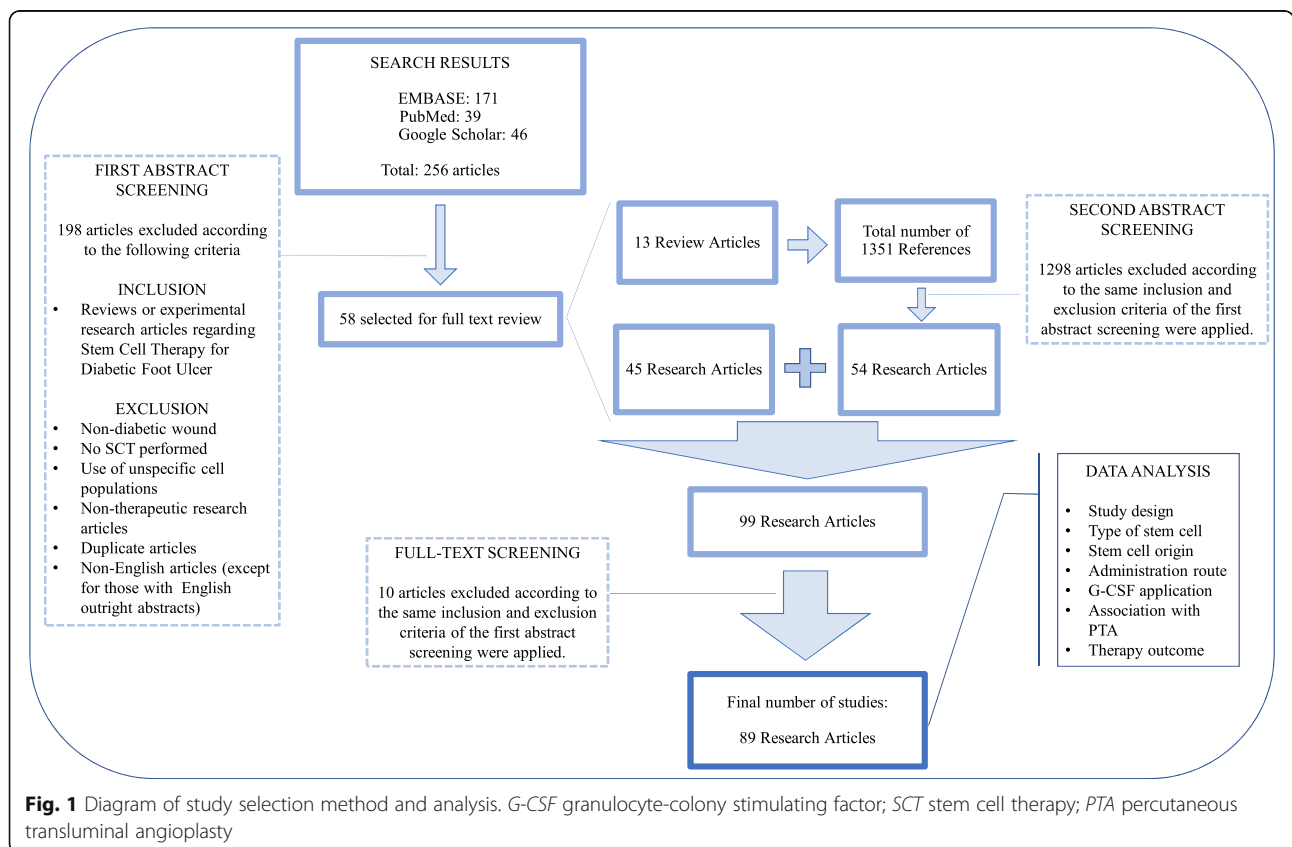 SEARCH RESULTS
EMBASE: 171
PubMed: 39
Google Scholar: 46
Total: 256 articles
FIRST ABSTRACT
SCREENING
198 articles excluded according
to the following criteria
INCLUSION
• Reviews or experimental
research articles regarding
Stem Cell Therapy for
Diabetic Foot Ulcer
EXCLUSION
• Non-diabetic wound
• No SCT performed
• Use of unspecific cell
populations
• Non-therapeutic research
articles
• Duplicate articles
• Non-English articles (except
for those with English
outright abstracts)
58 selected for full text review
13 Review Articles
Total number of
1351 References
SECOND ABSTRACT
SCREENING
1298 articles excluded according
to the same inclusion and
exclusion criteria of the first
abstract screening were applied.
45 Research Articles
54 Research Articles
99 Research Articles
FULL-TEXT SCREENING
10 articles excluded according to
the same inclusion and exclusion
criteria of the first abstract
screening were applied.
Final number of studies:
89 Research Articles
DATA ANALYSIS
• Study design
• Type of stem cell
• Stem cell origin
• Administration route
• G-CSF application
• Association with
PTA
• Therapy outcome
Fig. 1 Diagram of study selection method and analysis. G-CSF granulocyte-colony stimulating factor; SCT stem cell therapy; PTA percutaneous
transluminal angioplasty